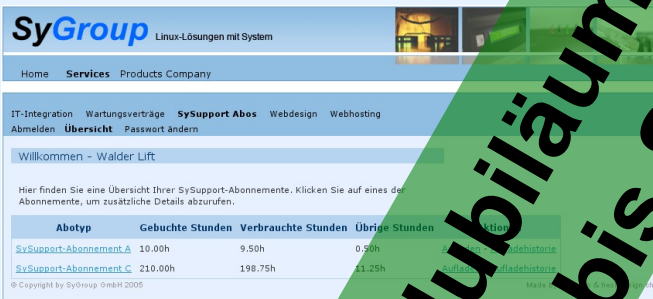 SyGroup Linux-Lösungen mit System
Home Services Products Company
IT-Integration Wartungsverträge SySupport Abos Webdesign Webhosting
Abmelden Übersicht Passwort ändern
Willkommen - Walder Lift
Hier finden Sie eine Übersicht Ihrer SySupport-Abonnemente. Klicken Sie auf eines der
Abonnemente, um zusätzliche Details abzurufen.
Abotyp Gebuchte Stunden Verbrauchte Stunden Übrige Stunden
SySupport-Abonnement A 10.00h 9.50h 0.50h
SySupport-Abonnement C 210.00h 198.75h 11.25h
© Copyright by SyGroup GmbH 2005 Made
bis